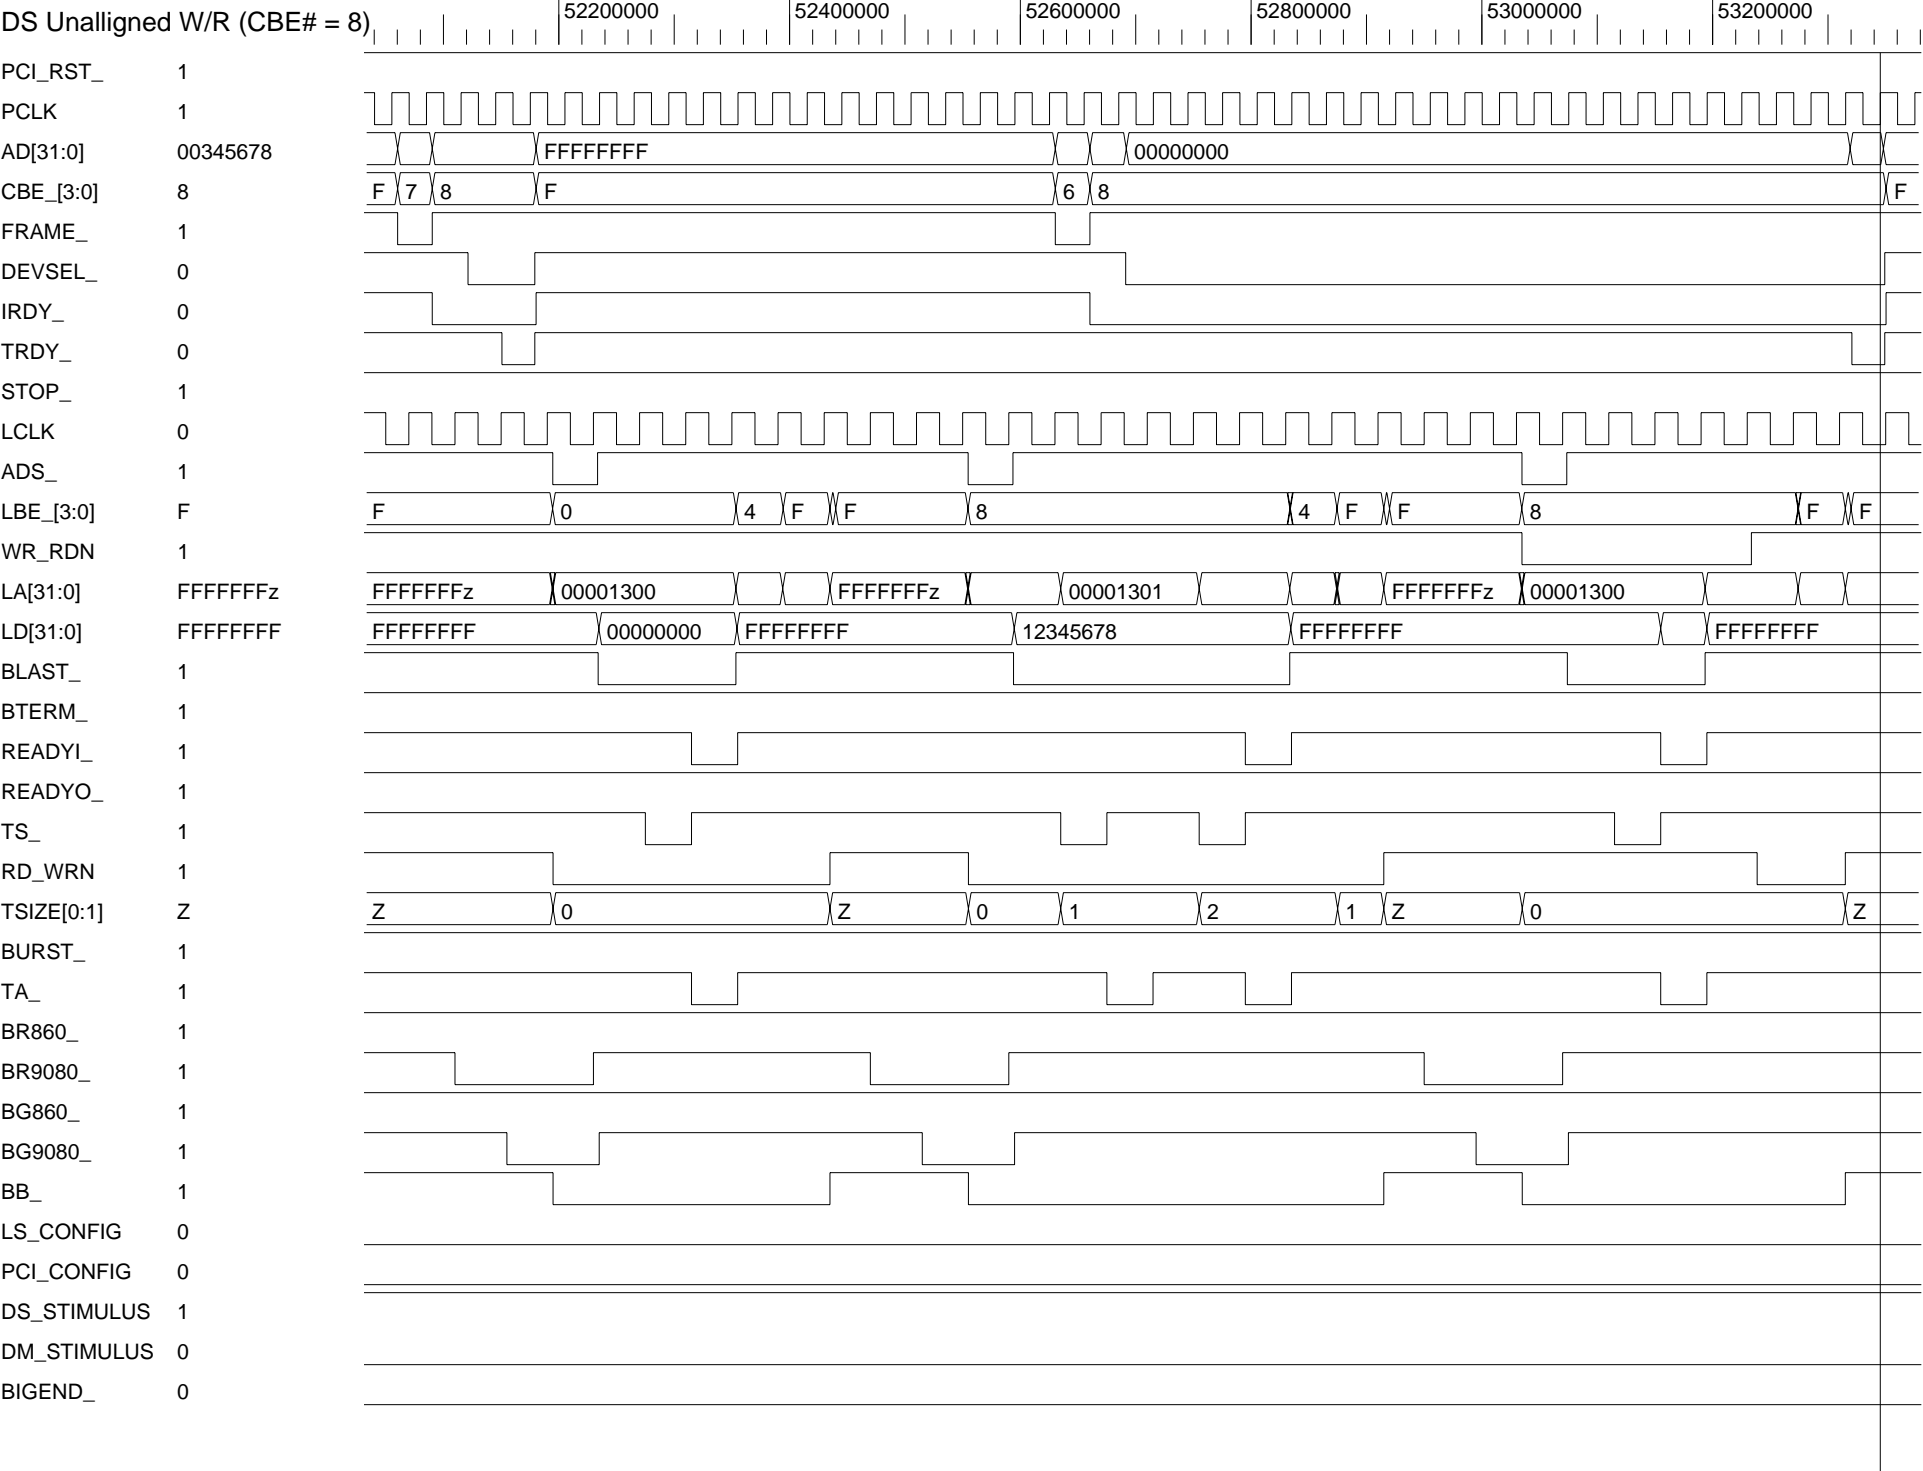 DS Unalligned W/R (CBE# = 8) 52200000 52400000 52600000 52800000 53000000 53200000
PCI_RST_ 1
PCLK 1
AD[31:0] 00345678 FFFFFFFF 00000000
CBE_[3:0] 8 F 7 8 F 6 8 F
FRAME_ 1
DEVSEL_ 0
IRDY_ 0
TRDY_ 0
STOP_ 1
LCLK 0
ADS_ 1
LBE_[3:0] F F 0 4 F F 8 4 F F 8 F F
WR_RDN 1
LA[31:0] FFFFFFFz FFFFFFFz 00001300 FFFFFFFz 00001301 FFFFFFFz 00001300
LD[31:0] FFFFFFFF FFFFFFFF 00000000 FFFFFFFF 12345678 FFFFFFFF FFFFFFFF
BLAST_ 1
BTERM_ 1
READYI_ 1
READYO_ 1
TS_ 1
RD_WRN 1
TSIZE[0:1] Z Z 0 Z 0 1 2 1 Z 0 Z
BURST_ 1
TA_ 1
BR860_ 1
BR9080_ 1
BG860_ 1
BG9080_ 1
BB_ 1
LS_CONFIG 0
PCI_CONFIG 0
DS_STIMULUS 1
DM_STIMULUS 0
BIGEND_ 0